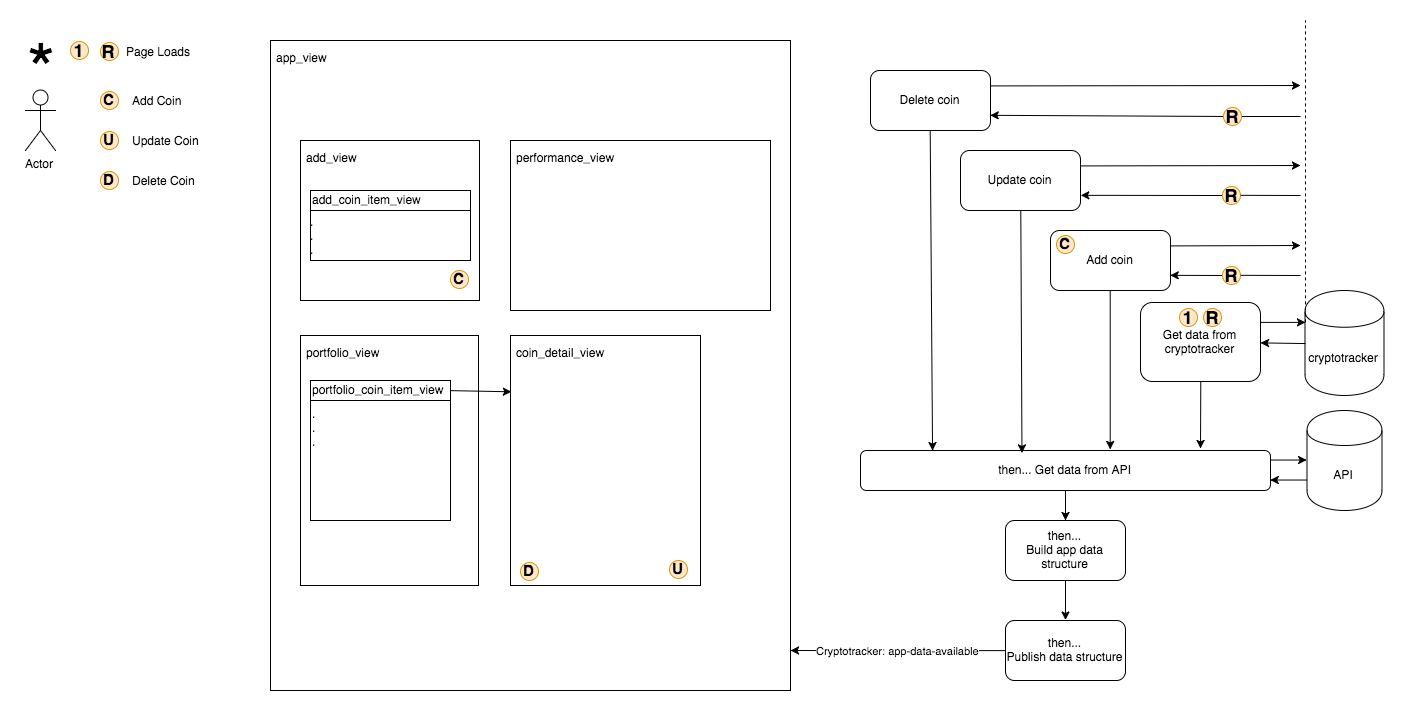 * 1 R Page Loads
C Add Coin
U Update Coin
D Delete Coin
Actor
app_view
add_view
add_coin_item_view
.
.
.
C
performance_view
portfolio_view
portfolio_coin_item_view
.
.
.
coin_detail_view
D
U
Delete coin
R
Update coin
R
C
Add coin
R
1 R
Get data from
cryptotracker
cryptotracker
then... Get data from API
API
then...
Build app data
structure
then...
Publish data structure
Cryptotracker: app-data-available